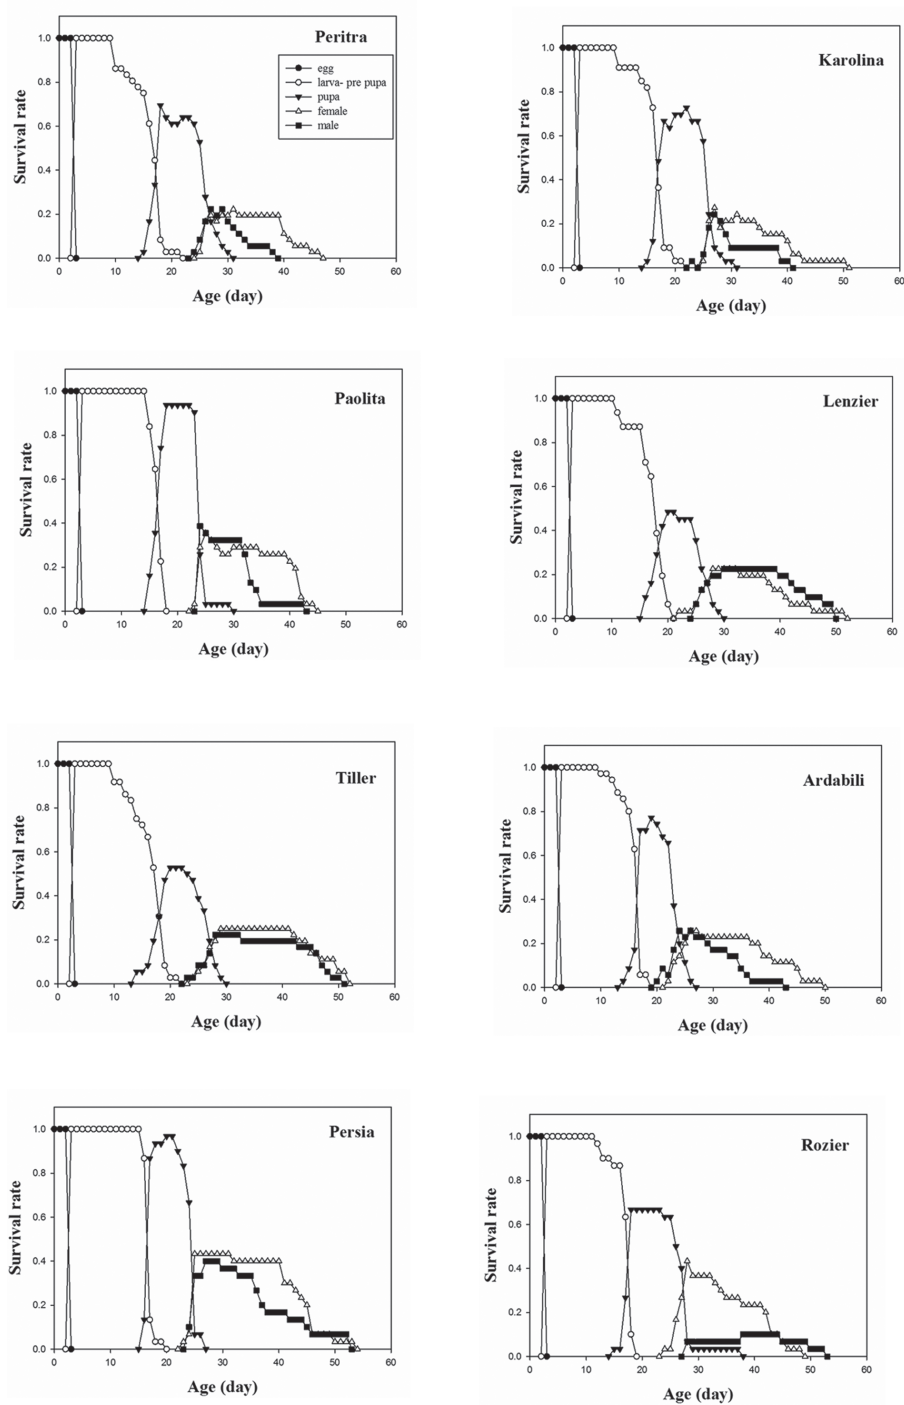 Peritra
egg
larva- pre pupa
pupa
female
male
1.0
0.8
0.6
0.4
0.2
0.0
Survival rate
0 10 20 30 40 50 60
Age (day)
Karolina
1.0
0.8
0.6
0.4
0.2
0.0
Survival rate
0 10 20 30 40 50 60
Age (day)
Paolita
1.0
0.8
0.6
0.4
0.2
0.0
Survival rate
0 10 20 30 40 50 60
Age (day)
Lenzier
1.0
0.8
0.6
0.4
0.2
0.0
Survival rate
0 10 20 30 40 50 60
Age (day)
Tiller
1.0
0.8
0.6
0.4
0.2
0.0
Survival rate
0 10 20 30 40 50 60
Age (day)
Ardabili
1.0
0.8
0.6
0.4
0.2
0.0
Survival rate
0 10 20 30 40 50 60
Age (day)
Persia
1.0
0.8
0.6
0.4
0.2
0.0
Survival rate
0 10 20 30 40 50 60
Age (day)
Rozier
1.0
0.8
0.6
0.4
0.2
0.0
Survival rate
0 10 20 30 40 50 60
Age (day)